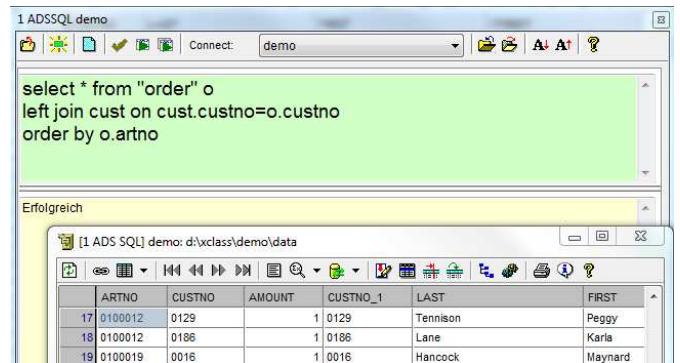 1 ADSSQL demo
Connect: demo
select * from "order" o
left join cust on cust.custno=o.custno
order by o.artno
Erfolgreich
[1 ADS SQL] demo: d:\xclass\demo\data
ARTNO CUSTNO AMOUNT CUSTNO_1 LAST FIRST
17 0100012 0129 1 0129 Tennison Peggy
18 0100012 0186 1 0186 Lane Karla
19 0100019 0016 1 0016 Hancock Maynard